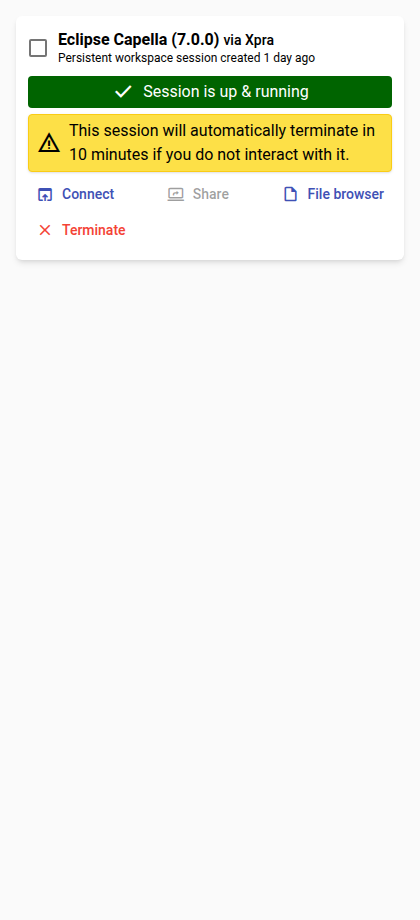 Eclipse Capella (7.0.0) via Xpra
Persistent workspace session created 1 day ago
Session is up & running
This session will automatically terminate in
10 minutes if you do not interact with it.
Connect Share File browser
Terminate